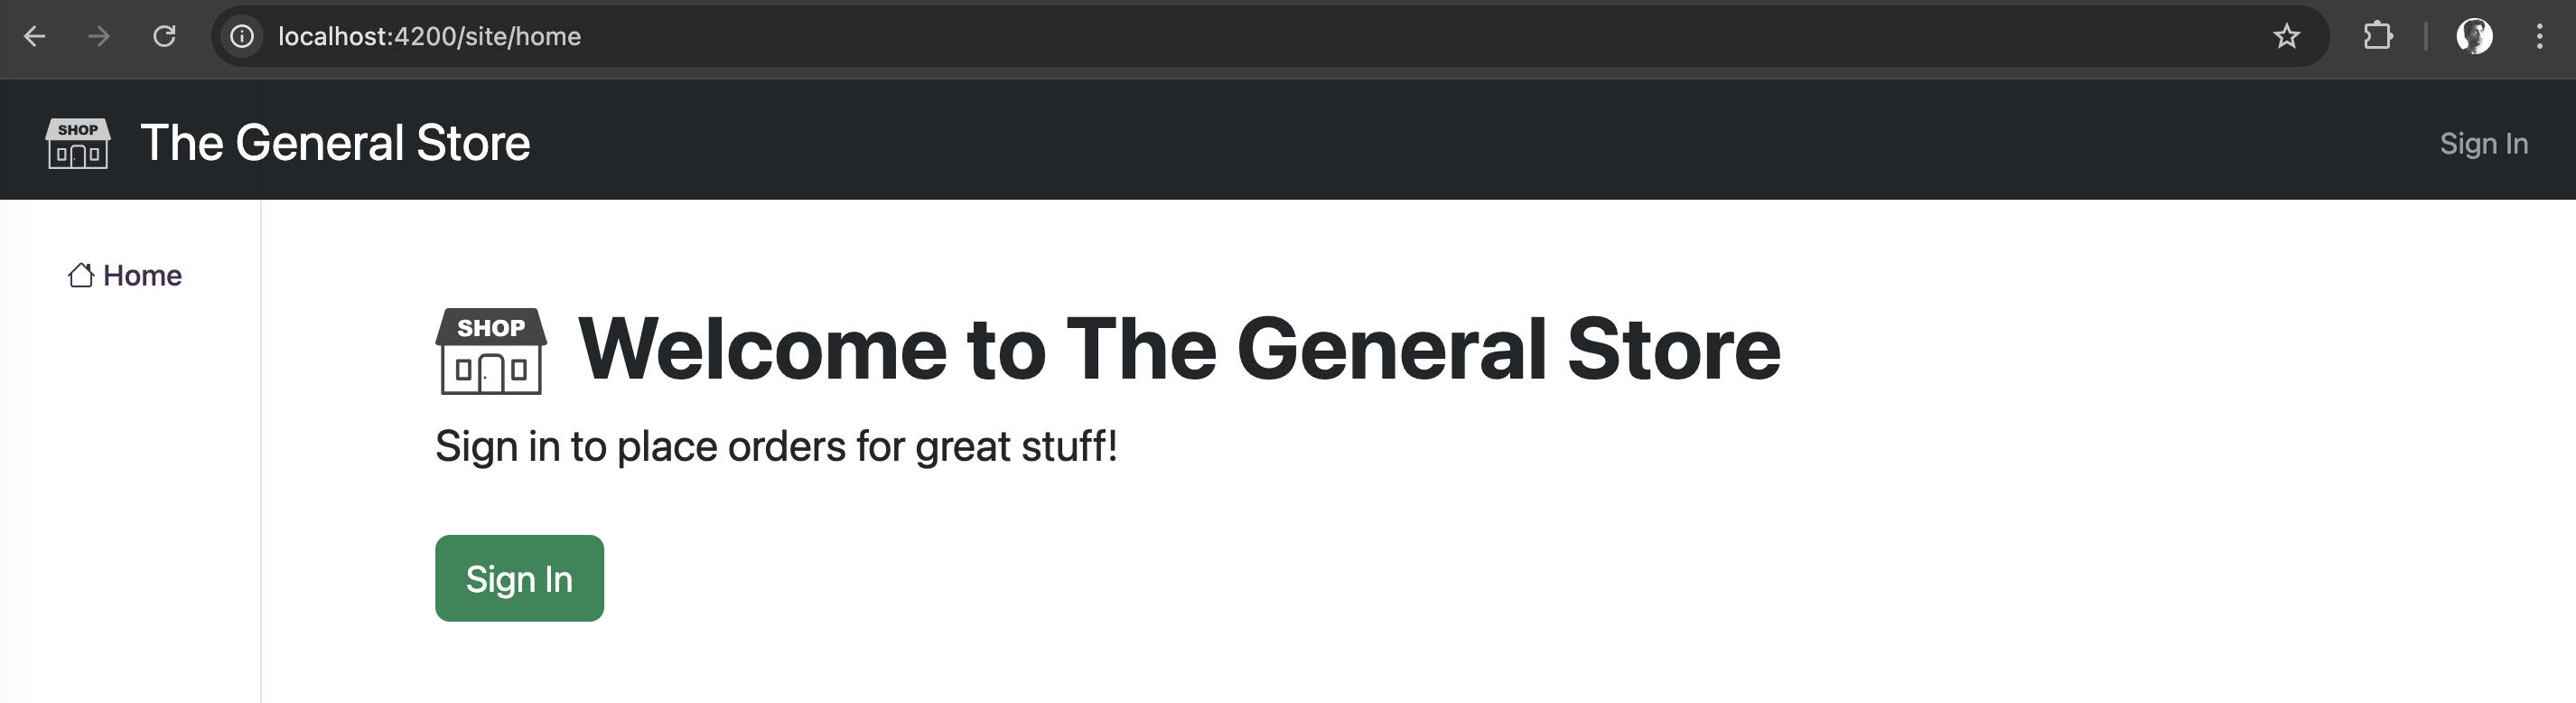 localhost:4200/site/home
SHOP
The General Store
Sign In
Home
SHOP
Welcome to The General Store
Sign in to place orders for great stuff!
Sign In